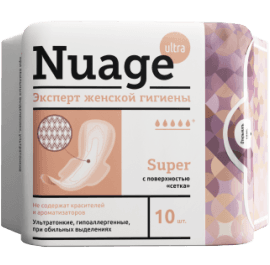 ultra
Nuage
Эксперт женской гигиены
Super
с поверхностью
«сетка»
Не содержат красителей
и ароматизаторов
Ультратонкие, гипоаллергенные,
при обильных выделениях
10 шт.